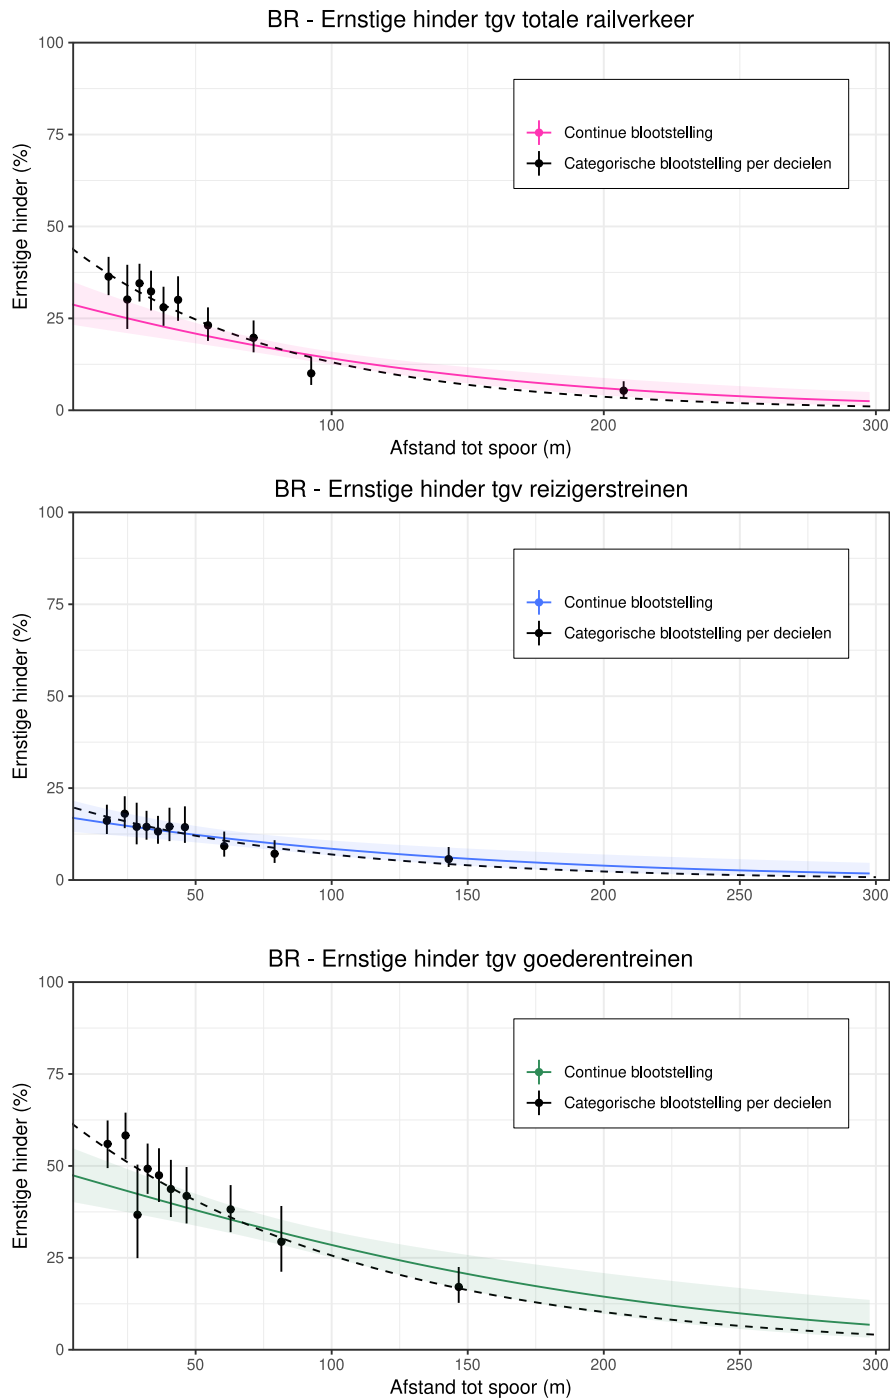 BR - Ernstige hinder tgv totale railverkeer
100
75
50
25
0
Ernstige hinder (%)
Continue blootstelling
Categorische blootstelling per decielen
100
200
300
Afstand tot spoor (m)
BR - Ernstige hinder tgv reizigerstreinen
100
75
50
25
0
Ernstige hinder (%)
Continue blootstelling
Categorische blootstelling per decielen
50
100
150
200
250
300
BR - Ernstige hinder tgv goederentreinen
100
75
50
25
0
Ernstige hinder (%)
Continue blootstelling
Categorische blootstelling per decielen
50
100
150
200
250
300
Afstand tot spoor (m)